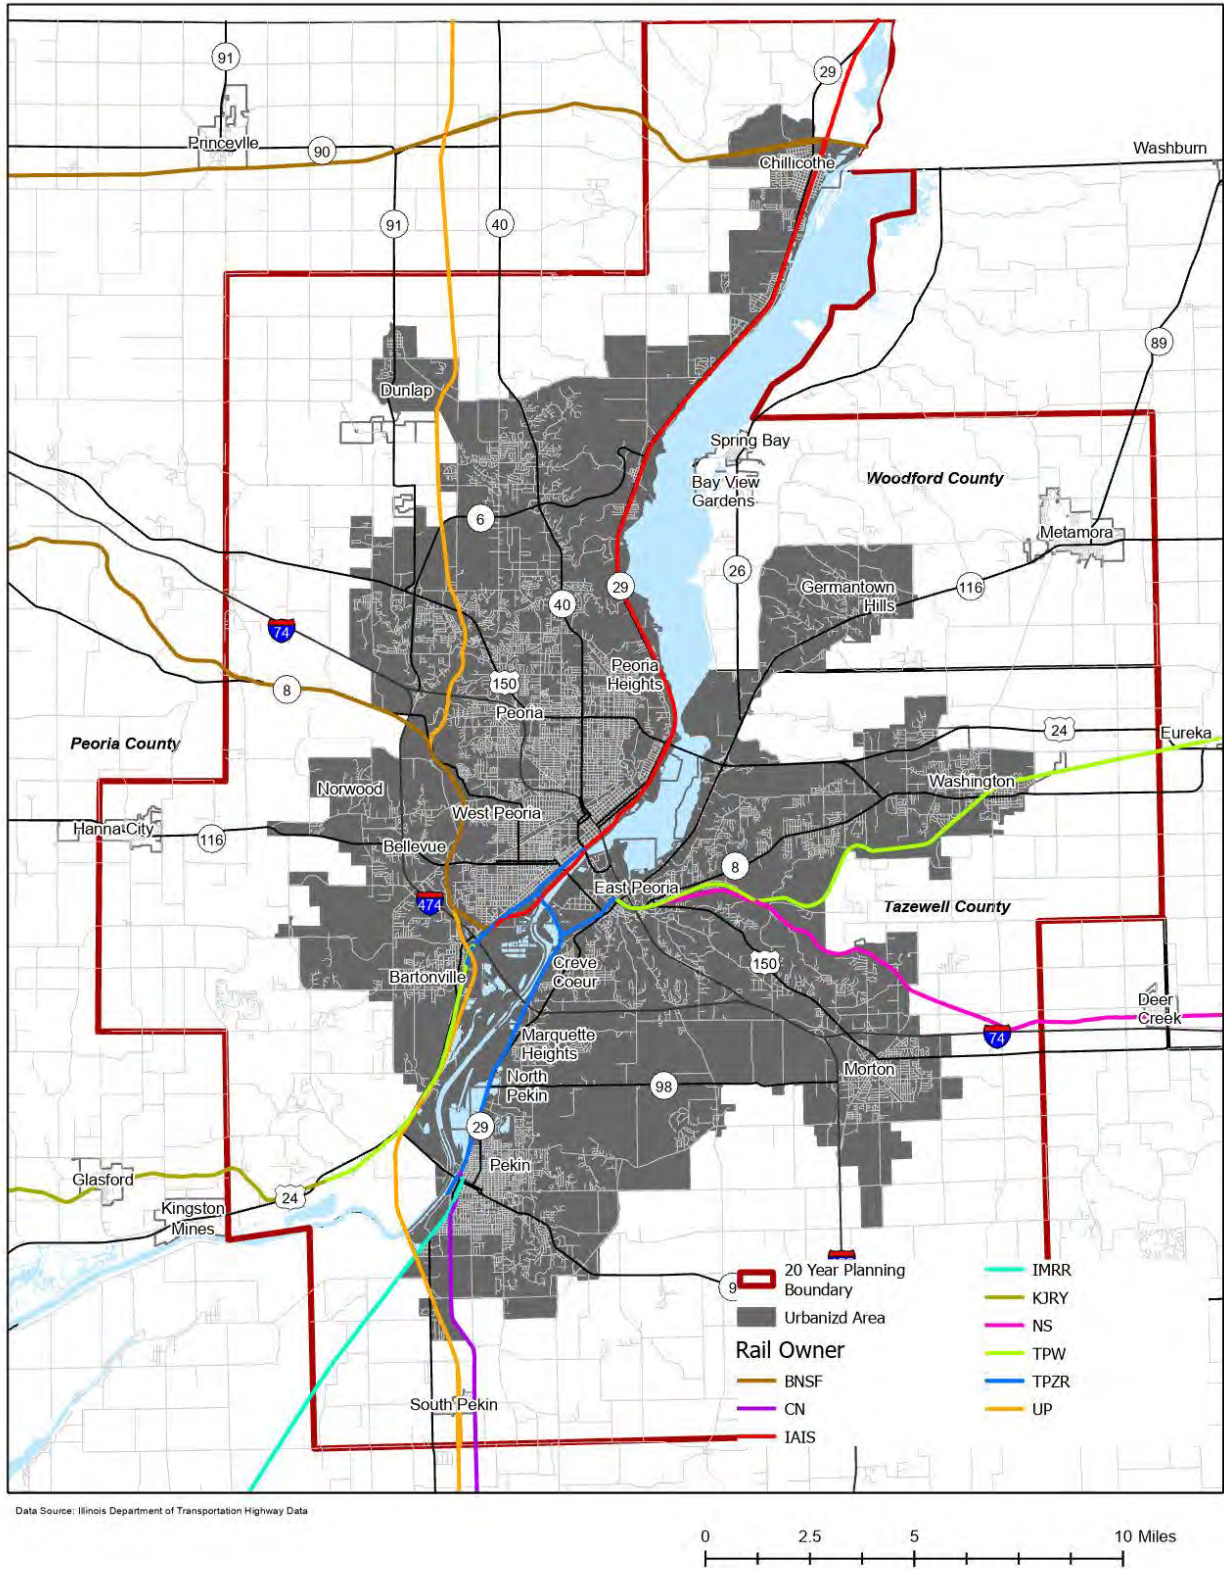 91
29
Princevlle
90
Chillicothe
Washburn
91
40
89
Dunlap
Spring Bay
Bay View
Gardens
Woodford County
Metamora
6
26
29
40
Germantown
Hills
116
74
Peoria
Heights
150
8
Peoria
Peoria County
24
Eureka
Norwood
Washington
West Peoria
Hanna City
116
Bellevue
8
East Peoria
474
Tazewell County
150
Creve
Coeur
Bartonville
Deer
Creek
Marquette
Heights
74
Morton
North
Pekin
98
29
Pekin
Glasford
24
Kingston
Mines
South Pekin
20 Year Planning
Boundary
Urbanizd Area
Rail Owner
BNSF
CN
IAIS
IMRR
KJRY
NS
TPW
TPZR
UP
Data Source: Illinois Department of Transportation Highway Data
0 2.5 5 10 Miles